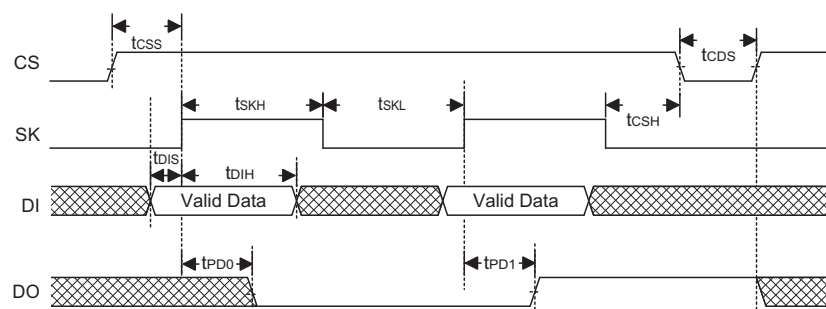 tCSS
tCDS
CS
tSKH
tSKL
tCSH
SK
tDIS
tDIH
DI
Valid Data
Valid Data
tPD0
tPD1
DO